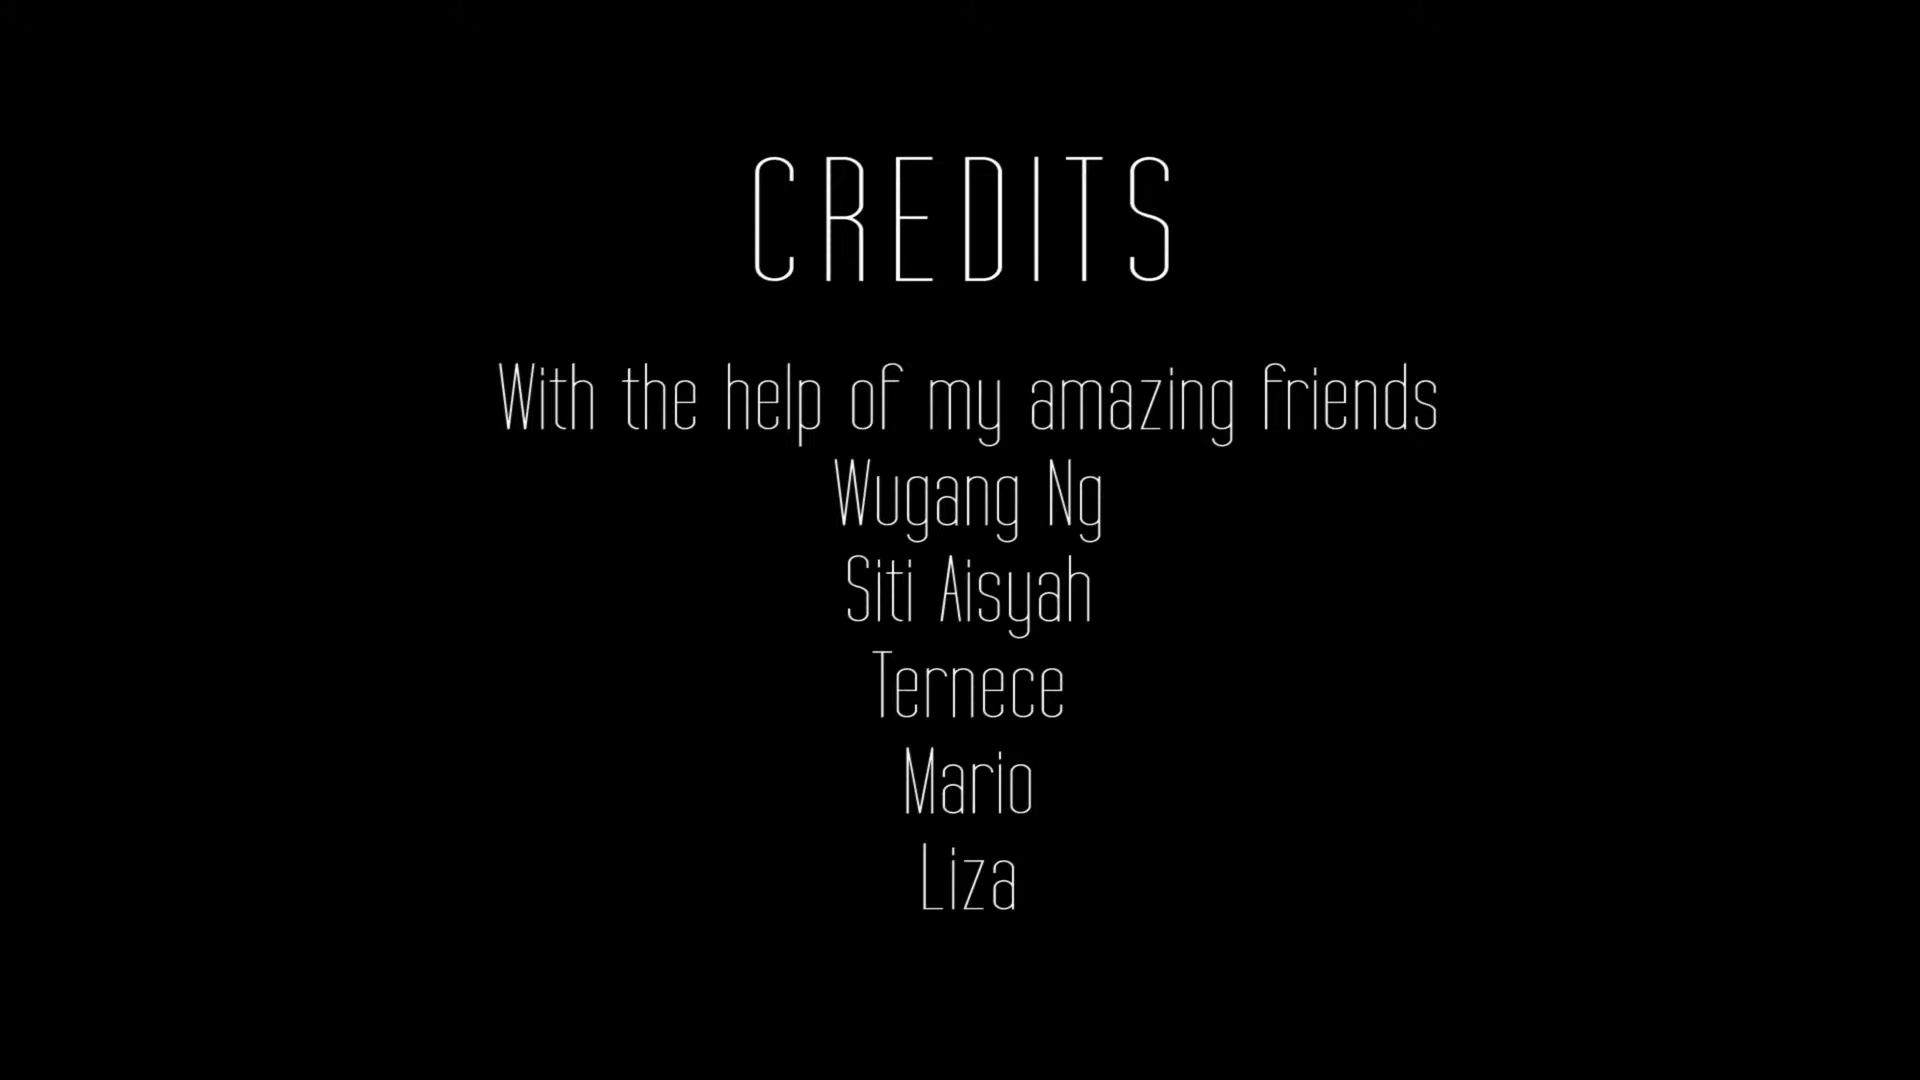 CREDITS
With the help of my amazing friends
Wugang Ng
Siti Aisyah
Ternece
Mario
Liza